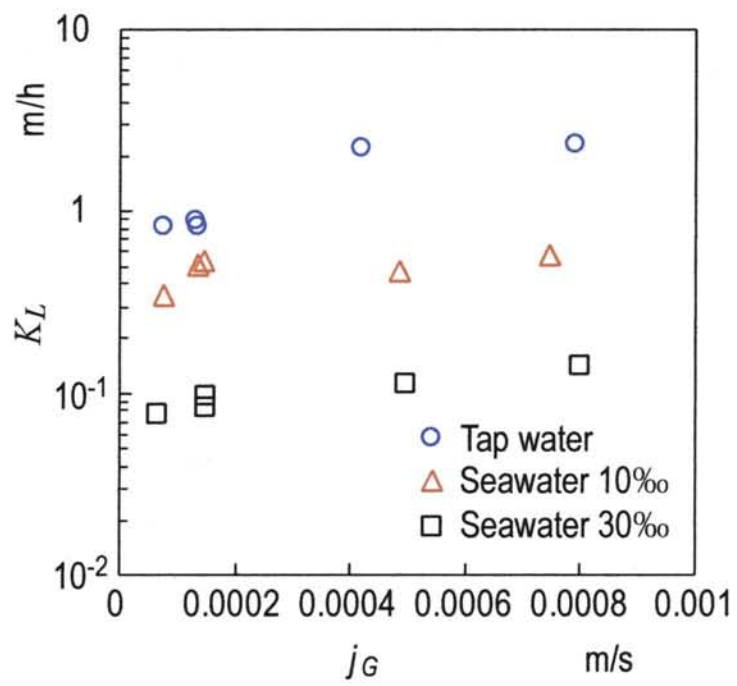 10
m/h
1
K_L
10⁻¹
Tap water
Seawater 10‰
Seawater 30‰
10⁻²
0 0.0002 0.0004 0.0006 0.0008 0.001
j_G m/s